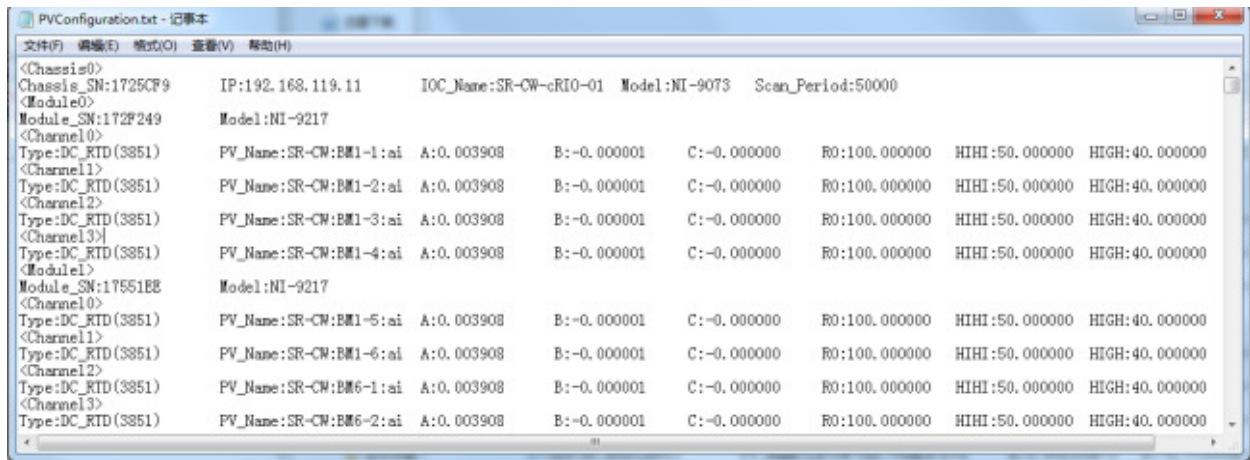 PVConfiguration.txt - 记事本
文件(F) 编辑(E) 格式(O) 查看(V) 帮助(H)
<Chassis0>
Chassis_SN:1725CF9 IP:192.168.119.11 IOC_Name:SR-CW-cRIO-01 Model:NI-9073 Scan_Period:50000
<Module0>
Module_SN:172F249 Model:NI-9217
<Channel0>
Type:DC_RTD(3851) PV_Name:SR-CW:BM1-1:ai A:0.003908 B:-0.000001 C:-0.000000 R0:100.000000 HIHI:50.000000 HIGH:40.000000
<Channel1>
Type:DC_RTD(3851) PV_Name:SR-CW:BM1-2:ai A:0.003908 B:-0.000001 C:-0.000000 R0:100.000000 HIHI:50.000000 HIGH:40.000000
<Channel2>
Type:DC_RTD(3851) PV_Name:SR-CW:BM1-3:ai A:0.003908 B:-0.000001 C:-0.000000 R0:100.000000 HIHI:50.000000 HIGH:40.000000
<Channel3>
Type:DC_RTD(3851) PV_Name:SR-CW:BM1-4:ai A:0.003908 B:-0.000001 C:-0.000000 R0:100.000000 HIHI:50.000000 HIGH:40.000000
<Module1>
Module_SN:17551BE Model:NI-9217
<Channel0>
Type:DC_RTD(3851) PV_Name:SR-CW:BM1-5:ai A:0.003908 B:-0.000001 C:-0.000000 R0:100.000000 HIHI:50.000000 HIGH:40.000000
<Channel1>
Type:DC_RTD(3851) PV_Name:SR-CW:BM1-6:ai A:0.003908 B:-0.000001 C:-0.000000 R0:100.000000 HIHI:50.000000 HIGH:40.000000
<Channel2>
Type:DC_RTD(3851) PV_Name:SR-CW:BM6-1:ai A:0.003908 B:-0.000001 C:-0.000000 R0:100.000000 HIHI:50.000000 HIGH:40.000000
<Channel3>
Type:DC_RTD(3851) PV_Name:SR-CW:BM6-2:ai A:0.003908 B:-0.000001 C:-0.000000 R0:100.000000 HIHI:50.000000 HIGH:40.000000